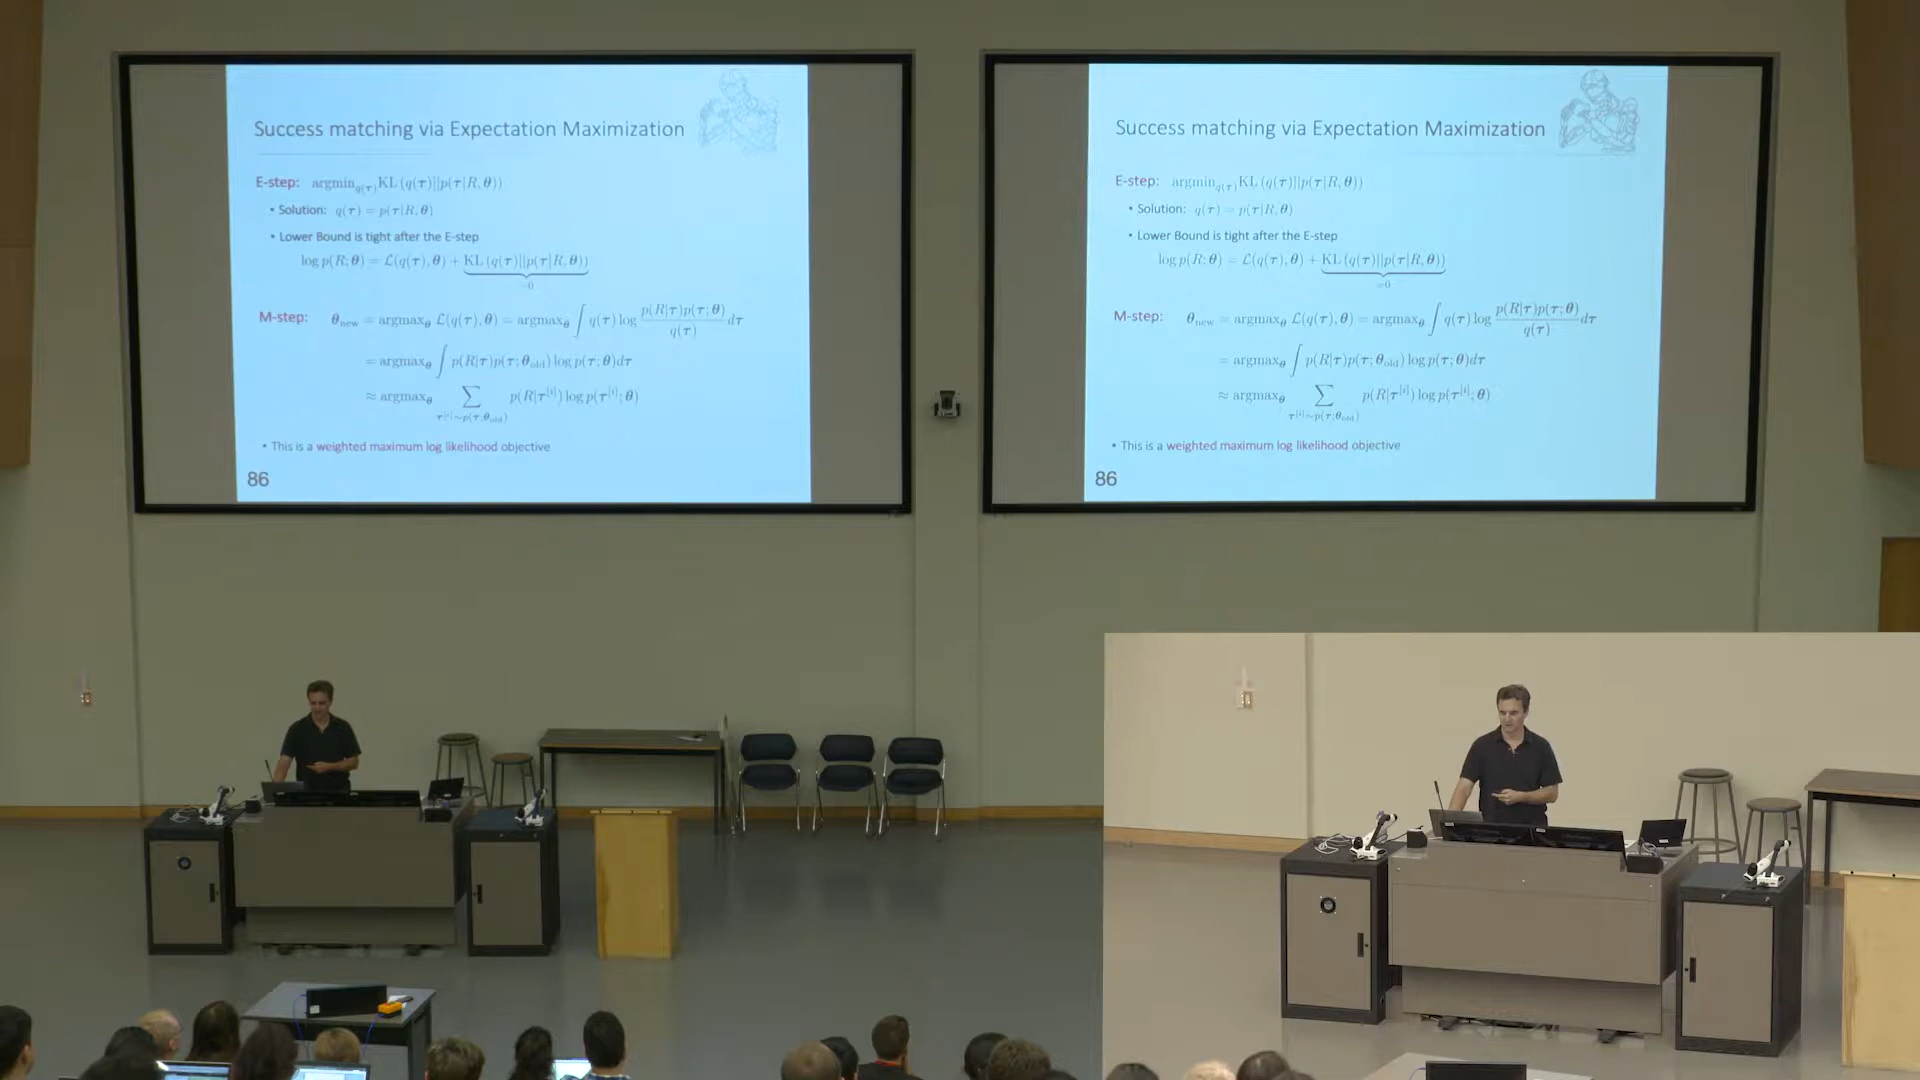 Success matching via Expectation Maximization
E-step: argmin_{q(τ)} KL (q(τ)||p(τ|R, θ))
• Solution: q(τ) = p(τ|R, θ)
• Lower Bound is tight after the E-step
log p(R; θ) = ℒ(q(τ), θ) + KL (q(τ)||p(τ|R, θ))
=0
M-step: θ_new = argmax_θ ℒ(q(τ), θ) = argmax_θ ∫ q(τ) log p(R|τ)p(τ; θ) / q(τ) dτ
= argmax_θ ∫ p(R|τ)p(τ; θ_old) log p(τ; θ)dτ
≈ argmax_θ ∑_{τ^[i]∼p(τ;θ_old)} p(R|τ^[i]) log p(τ^[i]; θ)
• This is a weighted maximum log likelihood objective
86
Success matching via Expectation Maximization
E-step: argmin_{q(τ)} KL (q(τ)||p(τ|R, θ))
• Solution: q(τ) = p(τ|R, θ)
• Lower Bound is tight after the E-step
log p(R; θ) = ℒ(q(τ), θ) + KL (q(τ)||p(τ|R, θ))
=0
M-step: θ_new = argmax_θ ℒ(q(τ), θ) = argmax_θ ∫ q(τ) log p(R|τ)p(τ; θ) / q(τ) dτ
= argmax_θ ∫ p(R|τ)p(τ; θ_old) log p(τ; θ)dτ
≈ argmax_θ ∑_{τ^[i]∼p(τ;θ_old)} p(R|τ^[i]) log p(τ^[i]; θ)
• This is a weighted maximum log likelihood objective
86